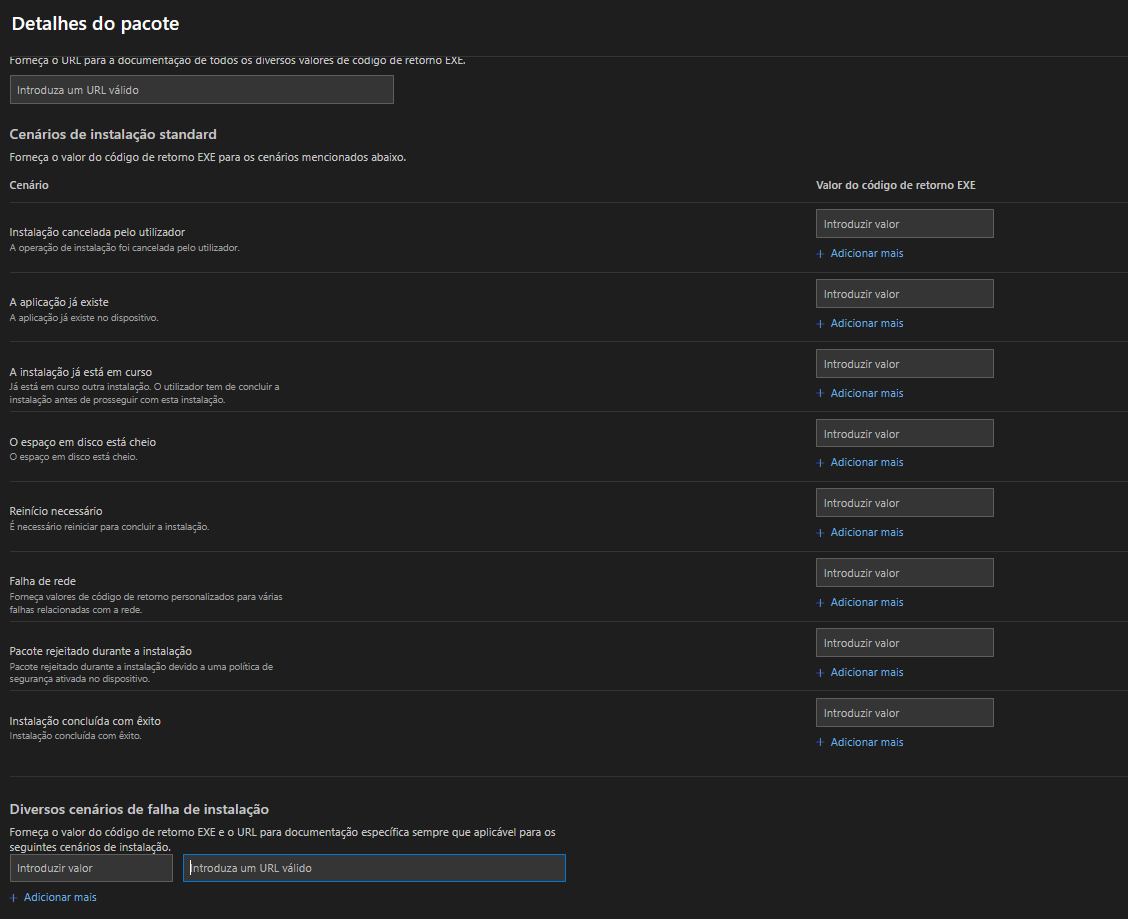 Detalhes do pacote
Forneça o URL para a documentação de todos os diversos valores de código de retorno EXE.
Introduza um URL válido
Cenários de instalação standard
Forneça o valor do código de retorno EXE para os cenários mencionados abaixo.
Cenário
Valor do código de retorno EXE
Instalação cancelada pelo utilizador
A operação de instalação foi cancelada pelo utilizador.
Introduzir valor
+ Adicionar mais
A aplicação já existe
A aplicação já existe no dispositivo.
Introduzir valor
+ Adicionar mais
A instalação já está em curso
Já está em curso outra instalação. O utilizador tem de concluir a
instalação antes de prosseguir com esta instalação.
Introduzir valor
+ Adicionar mais
O espaço em disco está cheio
O espaço em disco está cheio.
Introduzir valor
+ Adicionar mais
Reinício necessário
É necessário reiniciar para concluir a instalação.
Introduzir valor
+ Adicionar mais
Falha de rede
Forneça valores de código de retorno personalizados para várias
falhas relacionadas com a rede.
Introduzir valor
+ Adicionar mais
Pacote rejeitado durante a instalação
Pacote rejeitado durante a instalação devido a uma política de
segurança ativada no dispositivo.
Introduzir valor
+ Adicionar mais
Instalação concluída com êxito
Instalação concluída com êxito.
Introduzir valor
+ Adicionar mais
Diversos cenários de falha de instalação
Forneça o valor do código de retorno EXE e o URL para documentação específica sempre que aplicável para os
seguintes cenários de instalação.
Introduzir valor
Introduza um URL válido
+ Adicionar mais